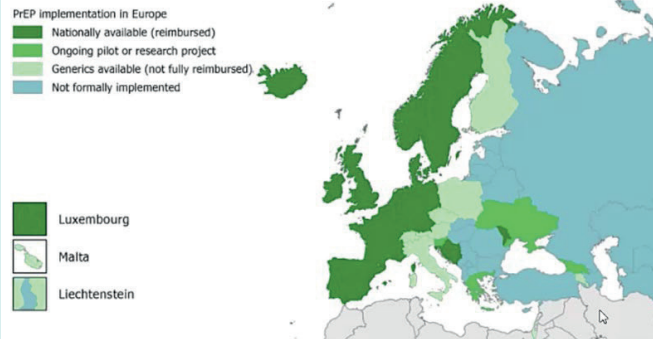 PrEP implementation in Europe
Nationally available (reimbursed)
Ongoing pilot or research project
Generics available (not fully reimbursed)
Not formally implemented
Luxembourg
Malta
Liechtenstein